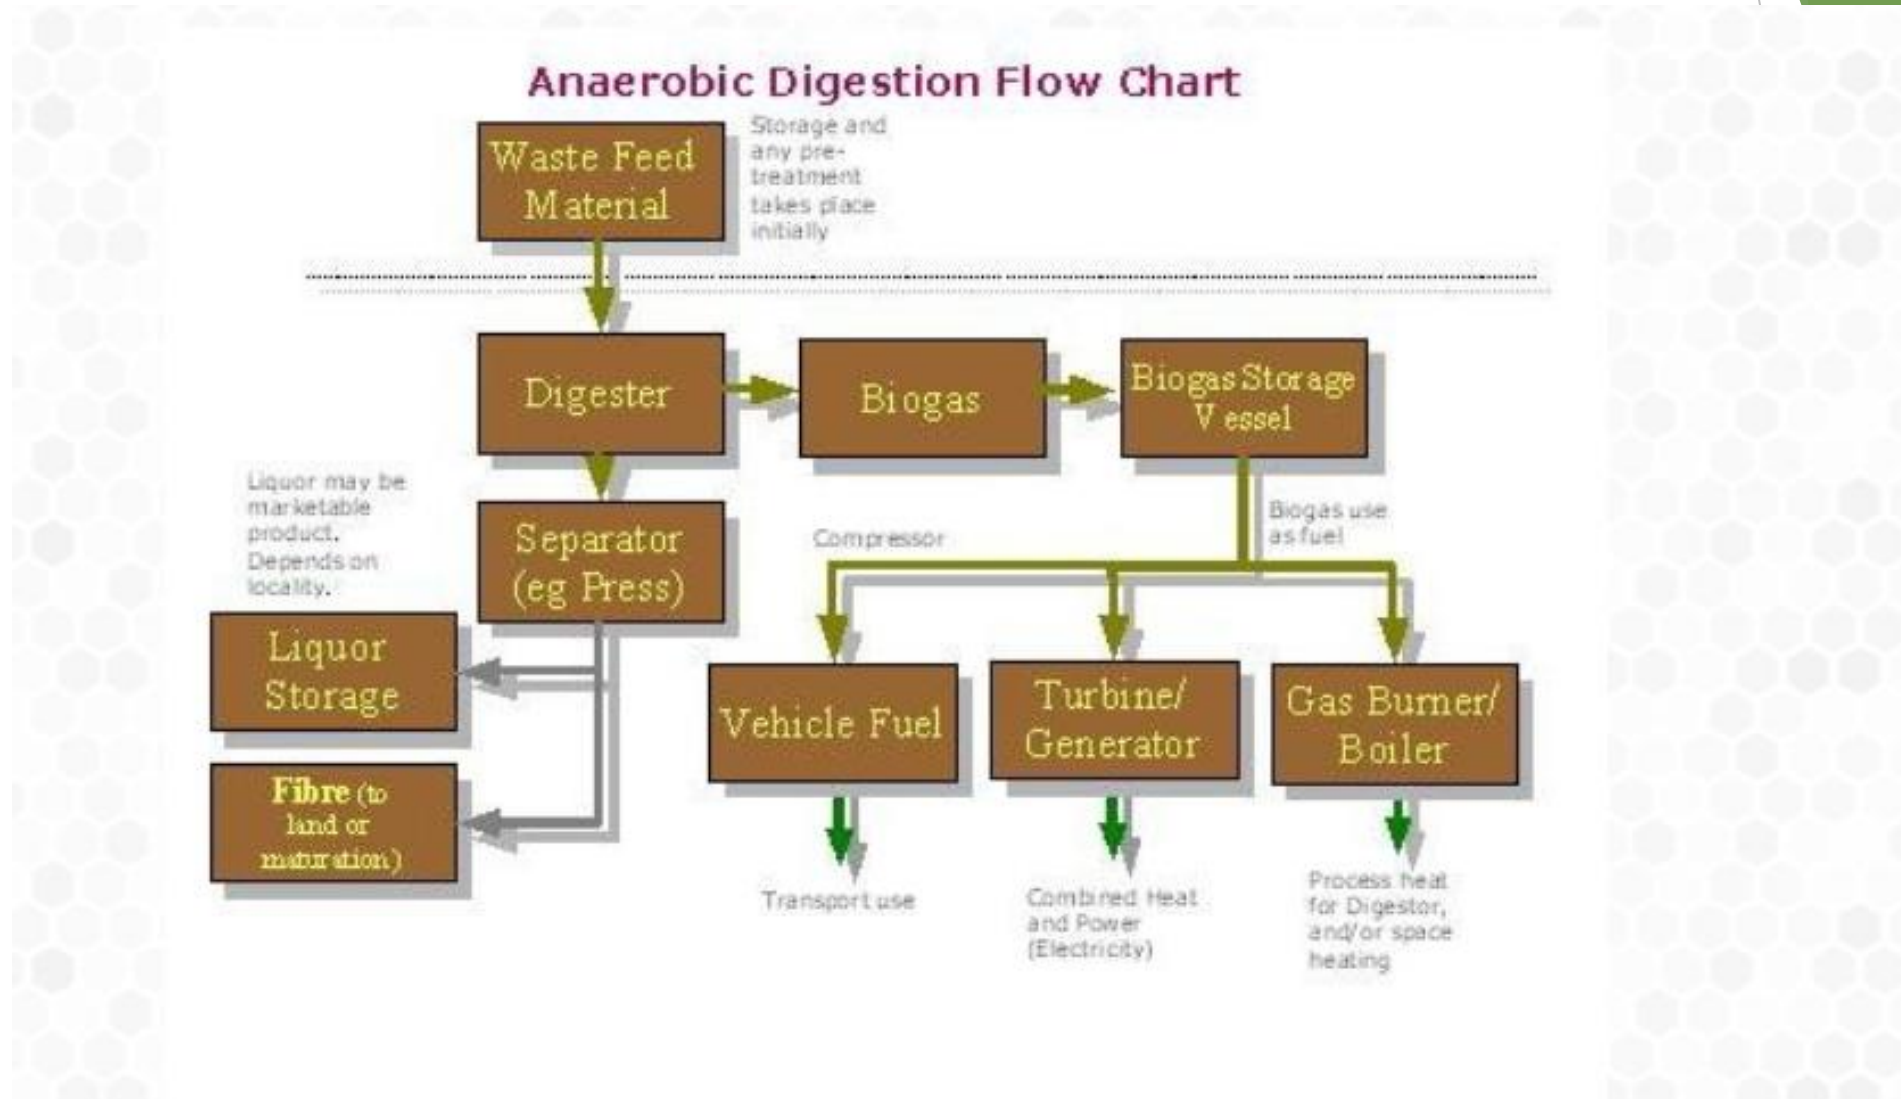 Anaerobic Digestion Flow Chart
Waste Feed
Material
Storage and
any pre-
treatment
takes place
initially
Digester
Biogas
Biogas Storage
Vessel
Liquor may be
marketable
product.
Depends on
locality.
Separator
(eg Press)
Compressor
Biogas use
as fuel
Liquor
Storage
Fibre (to
land or
maturation)
Vehicle Fuel
Turbine/
Generator
Gas Burner/
Boiler
Transport use
Combined Heat
and Power
(Electricity)
Process heat
for Digestor,
and/or space
heating